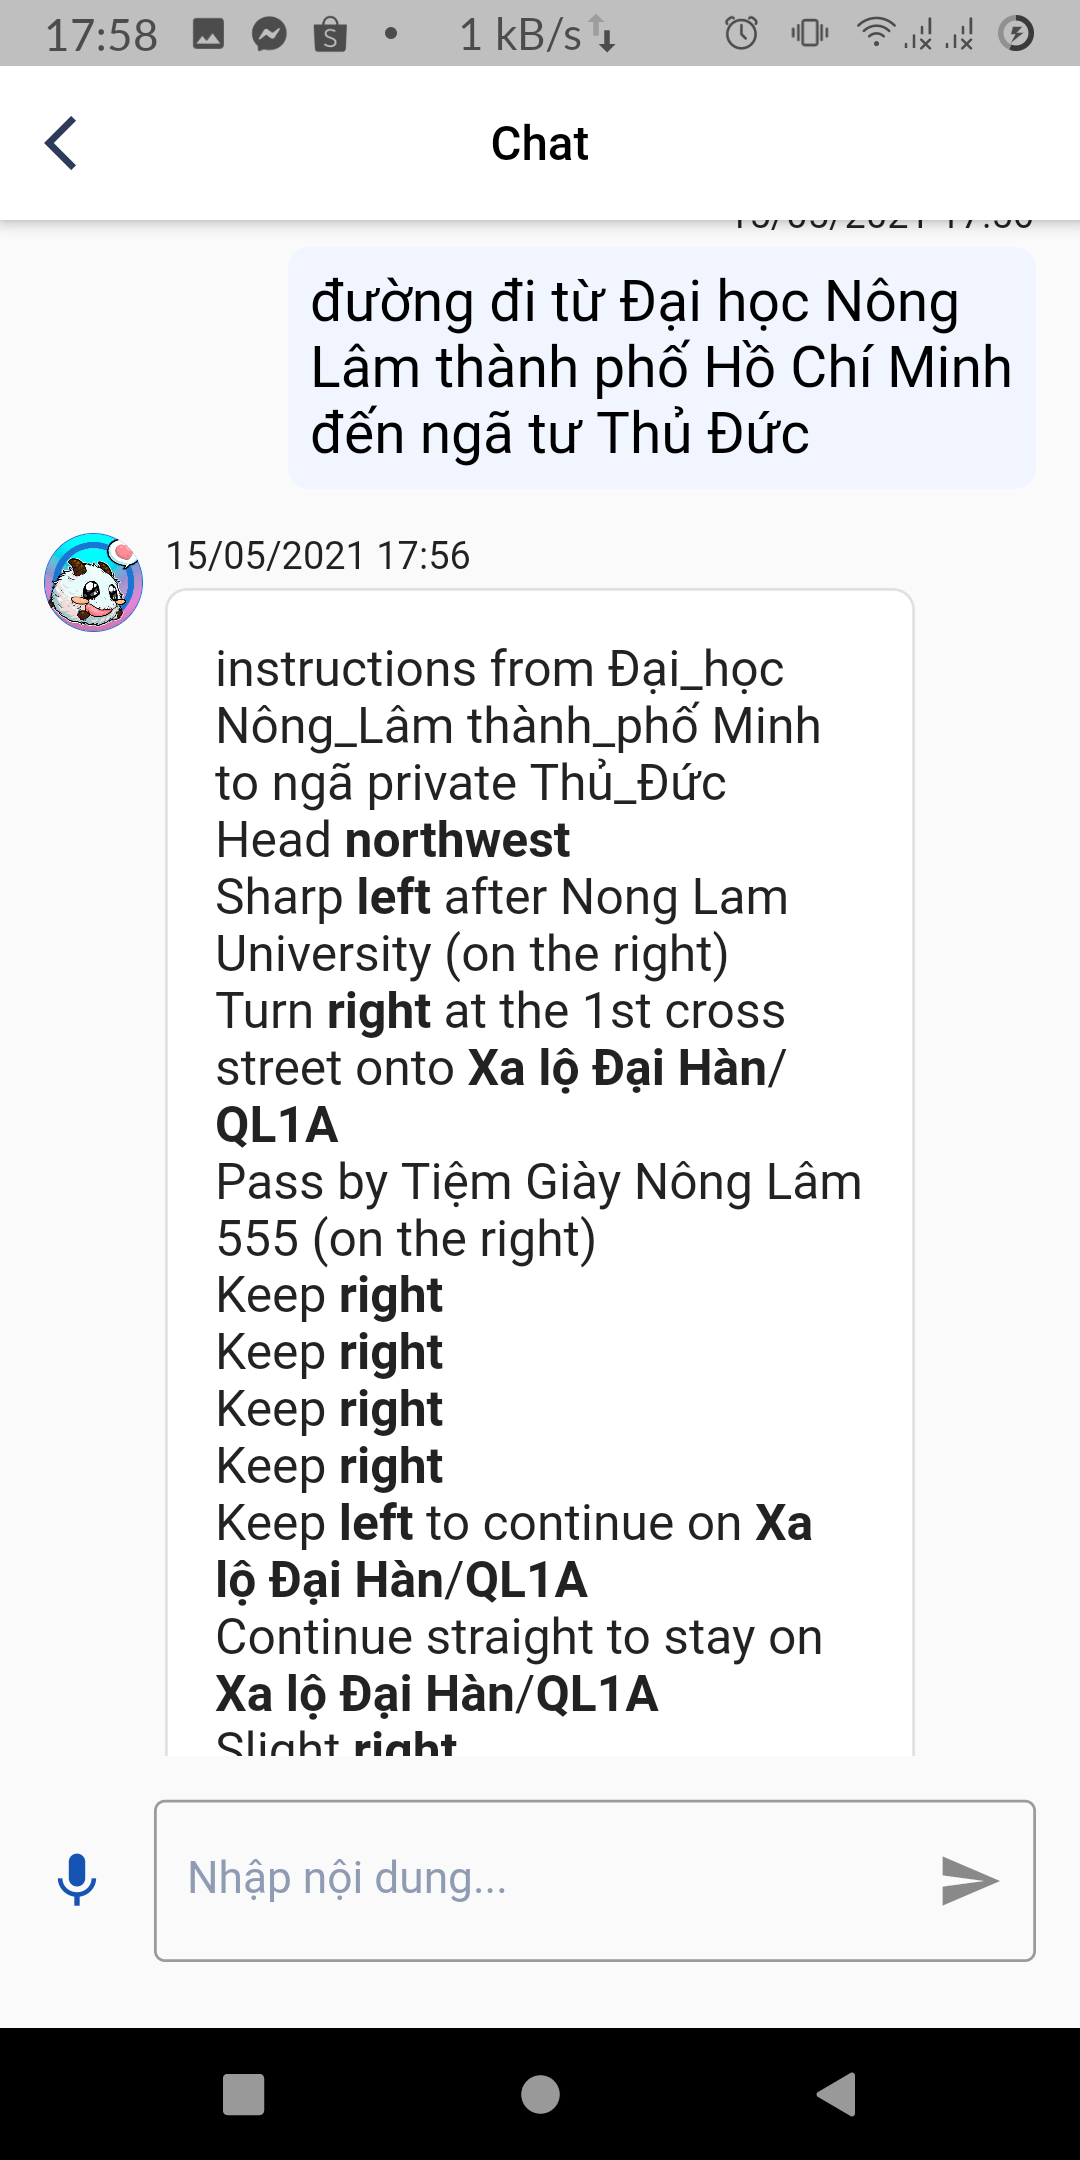 17:58 1 kB/s
Chat
đường đi từ Đại học Nông
Lâm thành phố Hồ Chí Minh
đến ngã tư Thủ Đức
15/05/2021 17:56
instructions from Đại_học
Nông_Lâm thành_phố Minh
to ngã private Thủ_Đức
Head northwest
Sharp left after Nong Lam
University (on the right)
Turn right at the 1st cross
street onto Xa lộ Đại Hàn/
QL1A
Pass by Tiệm Giày Nông Lâm
555 (on the right)
Keep right
Keep right
Keep right
Keep right
Keep left to continue on Xa
lộ Đại Hàn/QL1A
Continue straight to stay on
Xa lộ Đại Hàn/QL1A
Slight right
Nhập nội dung...